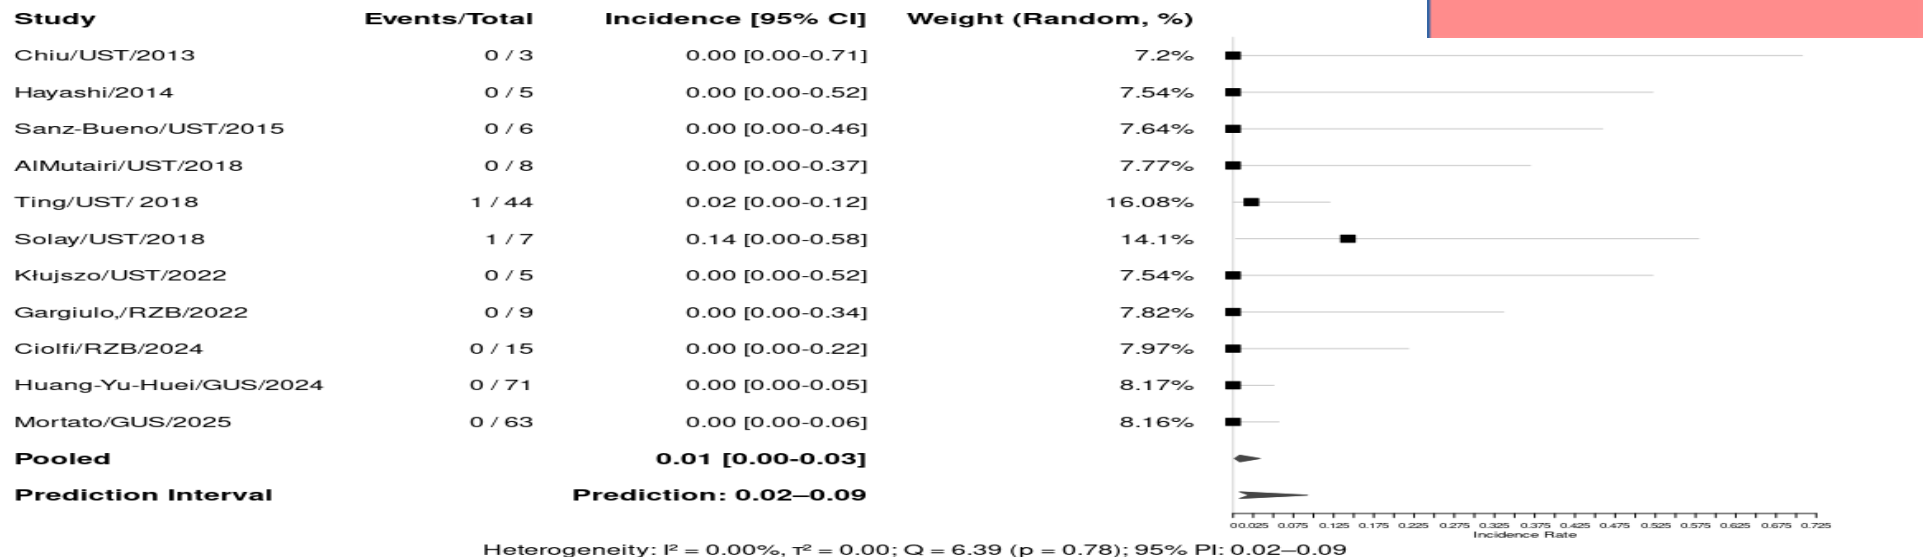 Study Events/Total Incidence [95% CI] Weight (Random, %)
Chiu/UST/2013 0 / 3 0.00 [0.00-0.71] 7.2%
Hayashi/2014 0 / 5 0.00 [0.00-0.52] 7.54%
Sanz-Bueno/UST/2015 0 / 6 0.00 [0.00-0.46] 7.64%
AlMutairi/UST/2018 0 / 8 0.00 [0.00-0.37] 7.77%
Ting/UST/ 2018 1 / 44 0.02 [0.00-0.12] 16.08%
Solay/UST/2018 1 / 7 0.14 [0.00-0.58] 14.1%
Kłujszo/UST/2022 0 / 5 0.00 [0.00-0.52] 7.54%
Gargiulo,/RZB/2022 0 / 9 0.00 [0.00-0.34] 7.82%
Ciolfi/RZB/2024 0 / 15 0.00 [0.00-0.22] 7.97%
Huang-Yu-Huei/GUS/2024 0 / 71 0.00 [0.00-0.05] 8.17%
Mortato/GUS/2025 0 / 63 0.00 [0.00-0.06] 8.16%
Pooled 0.01 [0.00-0.03]
Prediction Interval Prediction: 0.02–0.09
0 0.025 0.075 0.125 0.175 0.225 0.275 0.325 0.375 0.425 0.475 0.525 0.575 0.625 0.675 0.725
Incidence Rate
Heterogeneity: I² = 0.00%, τ² = 0.00; Q = 6.39 (p = 0.78); 95% PI: 0.02–0.09